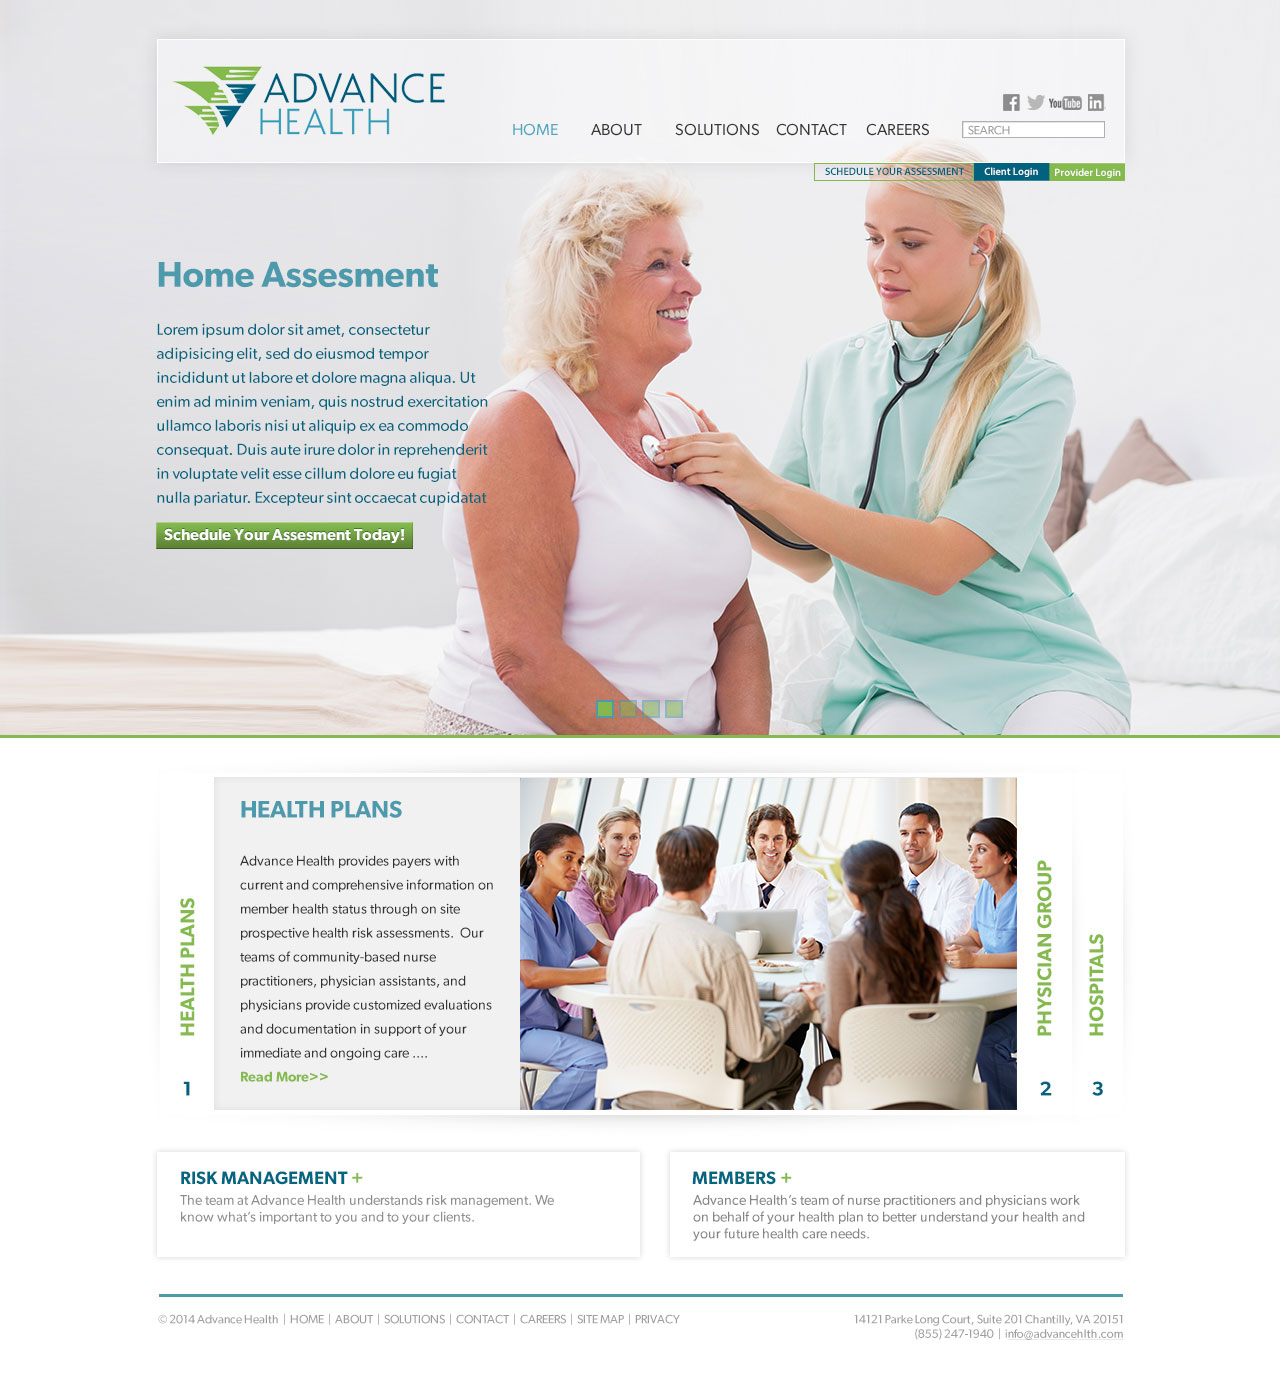 ADVANCE
HEALTH
HOME ABOUT SOLUTIONS CONTACT CAREERS
You Tube
in
SEARCH
SCHEDULE YOUR ASSESSMENT Client Login Provider Login
Home Assesment
Lorem ipsum dolor sit amet, consectetur
adipisicing elit, sed do eiusmod tempor
incididunt ut labore et dolore magna aliqua. Ut
enim ad minim veniam, quis nostrud exercitation
ullamco laboris nisi ut aliquip ex ea commodo
consequat. Duis aute irure dolor in reprehenderit
in voluptate velit esse cillum dolore eu fugiat
nulla pariatur. Excepteur sint occaecat cupidatat
Schedule Your Assesment Today!
HEALTH PLANS
1
HEALTH PLANS
Advance Health provides payers with
current and comprehensive information on
member health status through on site
prospective health risk assessments. Our
teams of community-based nurse
practitioners, physician assistants, and
physicians provide customized evaluations
and documentation in support of your
immediate and ongoing care ....
Read More>>
PHYSICIAN GROUP
2
HOSPITALS
3
RISK MANAGEMENT +
The team at Advance Health understands risk management. We
know what's important to you and to your clients.
MEMBERS +
Advance Health's team of nurse practitioners and physicians work
on behalf of your health plan to better understand your health and
your future health care needs.
© 2014 Advance Health | HOME | ABOUT | SOLUTIONS | CONTACT | CAREERS | SITE MAP | PRIVACY
14121 Parke Long Court, Suite 201 Chantilly, VA 20151
(855) 247-1940 | info@advancehlth.com